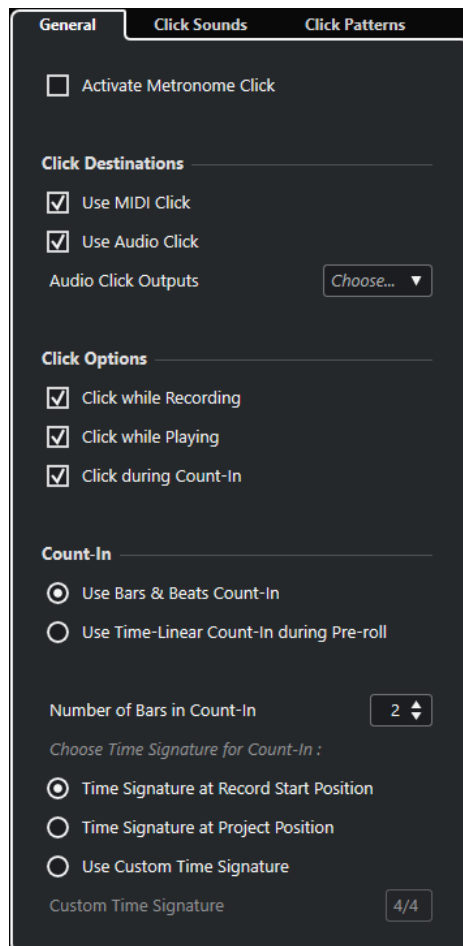 General Click Sounds Click Patterns
Activate Metronome Click
Click Destinations
Use MIDI Click
Use Audio Click
Audio Click Outputs Choose...
Click Options
Click while Recording
Click while Playing
Click during Count-In
Count-In
Use Bars & Beats Count-In
Use Time-Linear Count-In during Pre-roll
Number of Bars in Count-In 2
Choose Time Signature for Count-In :
Time Signature at Record Start Position
Time Signature at Project Position
Use Custom Time Signature
Custom Time Signature 4/4